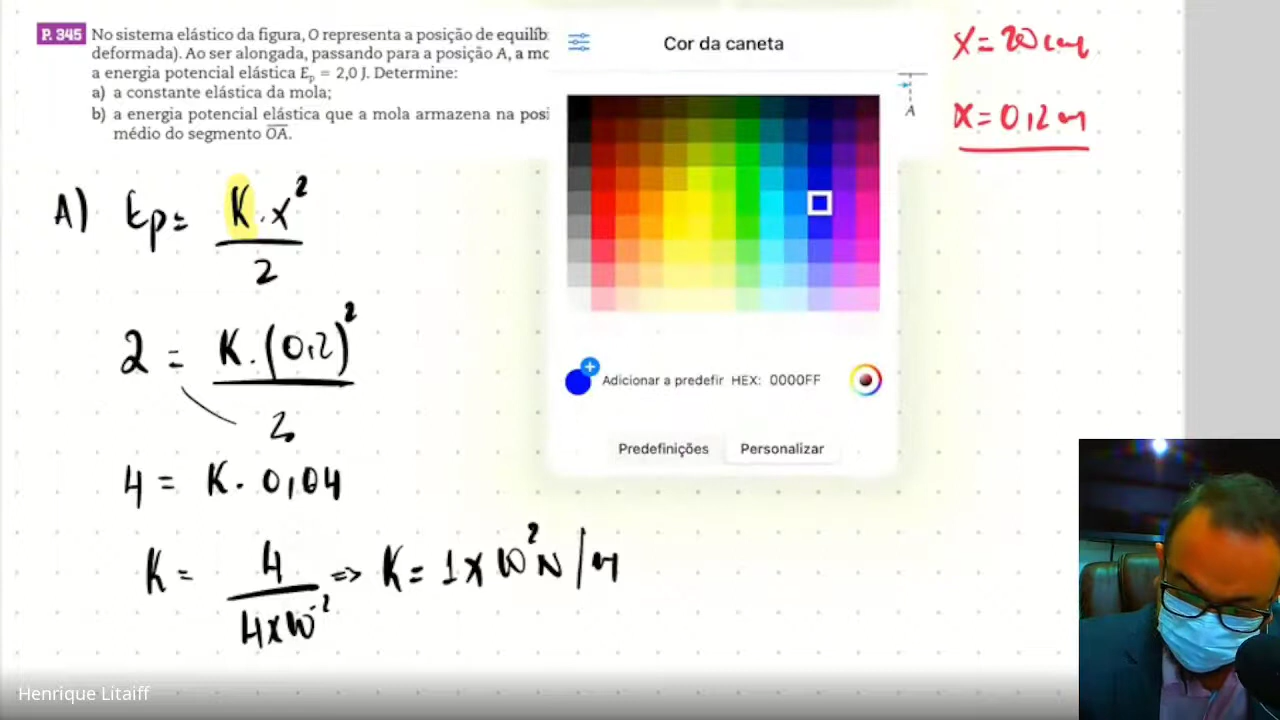 P. 345 No sistema elástico da figura, O representa a posição de equilíb
deformada). Ao ser alongada, passando para a posição A, a mo
a energia potencial elástica Ep = 2,0 J. Determine:
a) a constante elástica da mola;
b) a energia potencial elástica que a mola armazena na posi
médio do segmento OA.
Cor da caneta
A
x = 20 cm
x = 0,2 m
A) Ep = K . x²
2
2 = K . (0,2)²
2
4 = K . 0,04
K = 4 => K = 1 x 10² N/m
4x10⁻²
Adicionar a predefir HEX: 0000FF
Predefinições Personalizar
Henrique Litaiff